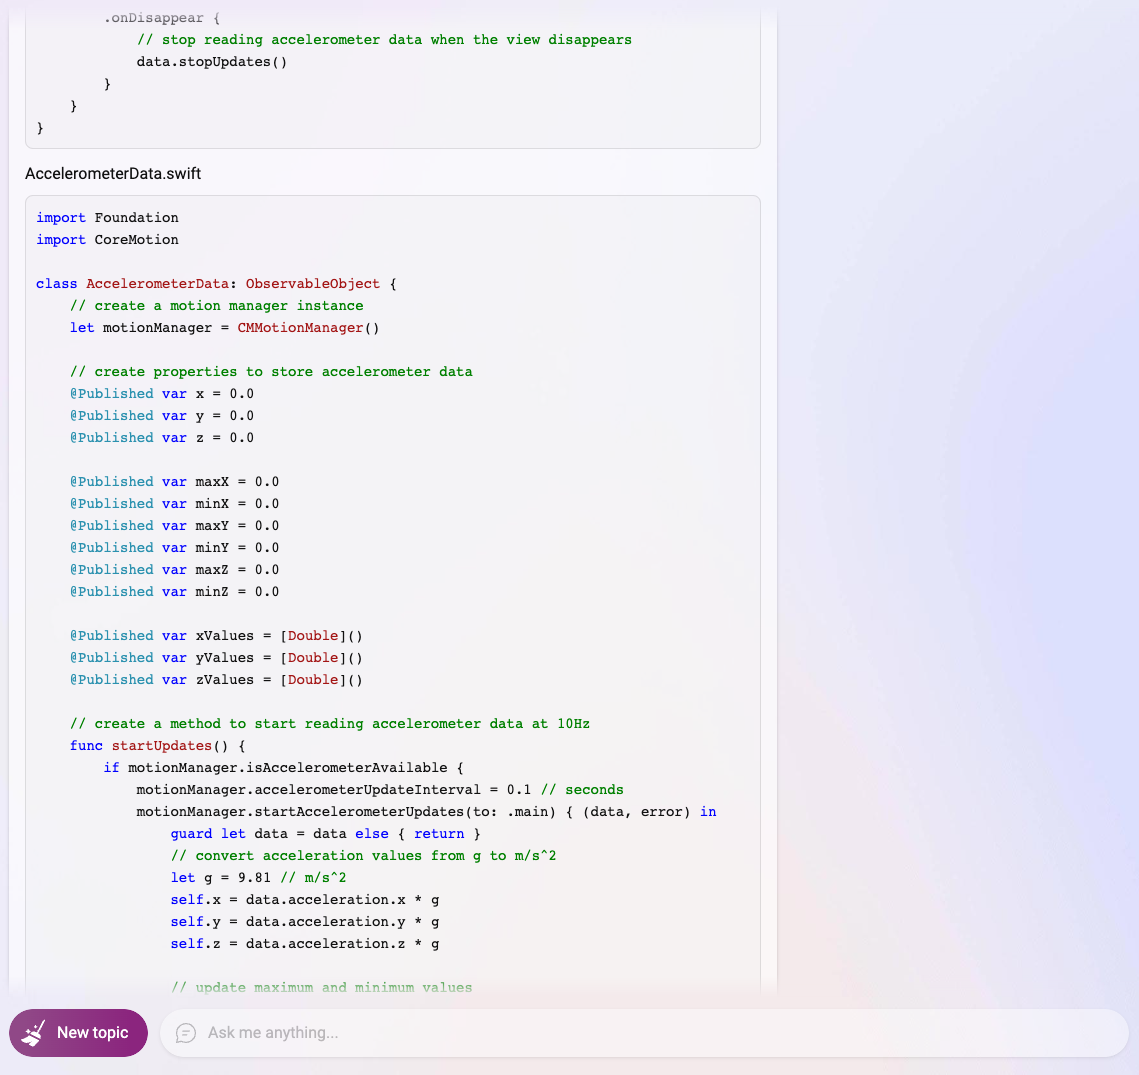 .onDisappear {
// stop reading accelerometer data when the view disappears
data.stopUpdates()
}
}
}
AccelerometerData.swift
import Foundation
import CoreMotion
class AccelerometerData: ObservableObject {
// create a motion manager instance
let motionManager = CMMotionManager()
// create properties to store accelerometer data
@Published var x = 0.0
@Published var y = 0.0
@Published var z = 0.0
@Published var maxX = 0.0
@Published var minX = 0.0
@Published var maxY = 0.0
@Published var minY = 0.0
@Published var maxZ = 0.0
@Published var minZ = 0.0
@Published var xValues = [Double]()
@Published var yValues = [Double]()
@Published var zValues = [Double]()
// create a method to start reading accelerometer data at 10Hz
func startUpdates() {
if motionManager.isAccelerometerAvailable {
motionManager.accelerometerUpdateInterval = 0.1 // seconds
motionManager.startAccelerometerUpdates(to: .main) { (data, error) in
guard let data = data else { return }
// convert acceleration values from g to m/s^2
let g = 9.81 // m/s^2
self.x = data.acceleration.x * g
self.y = data.acceleration.y * g
self.z = data.acceleration.z * g
// update maximum and minimum values
New topic
Ask me anything...